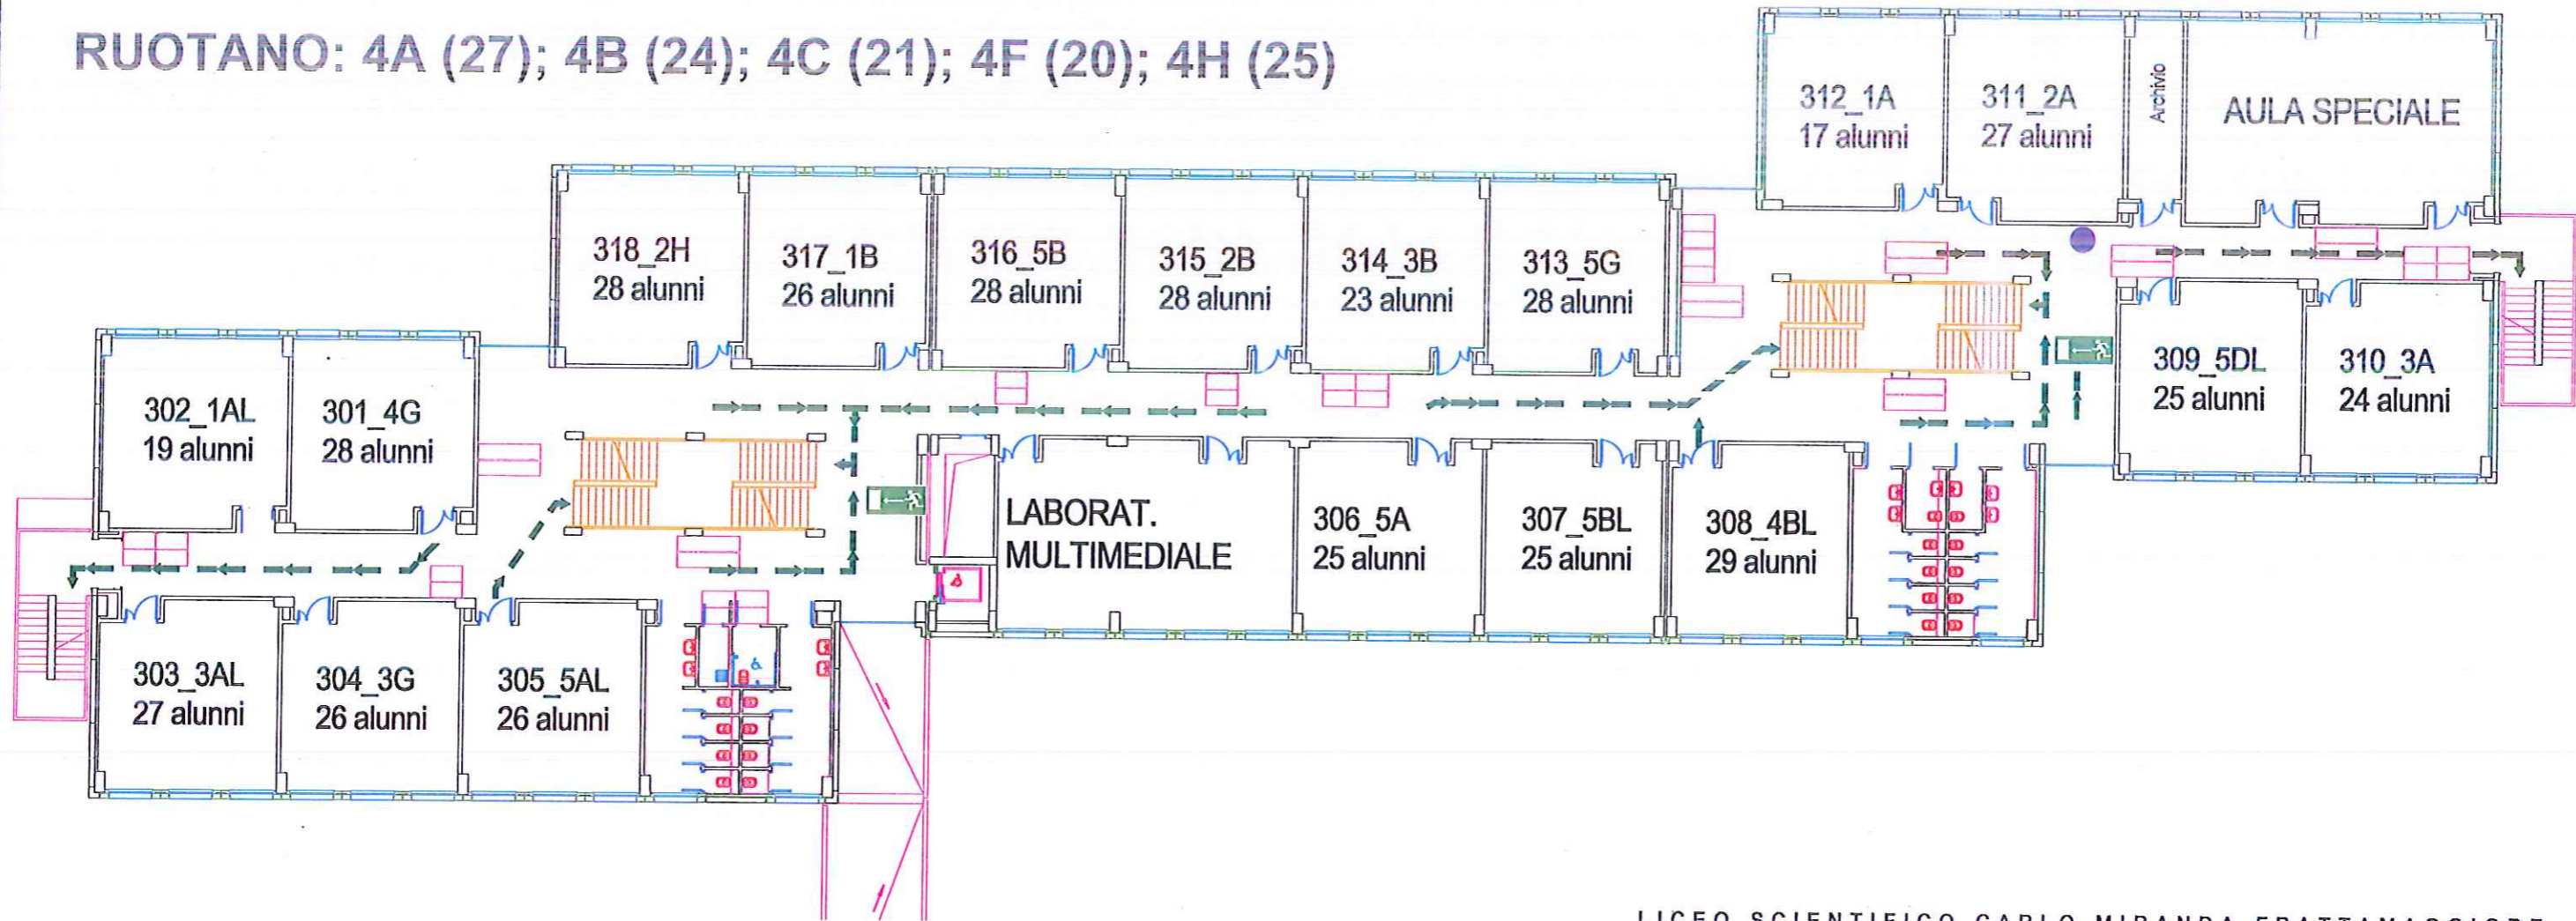 RUOTANO: 4A (27); 4B (24); 4C (21); 4F (20); 4H (25)
312_1A
17 alunni
311_2A
27 alunni
Archivio
AULA SPECIALE
318_2H
28 alunni
317_1B
26 alunni
316_5B
28 alunni
315_2B
28 alunni
314_3B
23 alunni
313_5G
28 alunni
309_5DL
25 alunni
310_3A
24 alunni
302_1AL
19 alunni
301_4G
28 alunni
LABORAT.
MULTIMEDIALE
306_5A
25 alunni
307_5BL
25 alunni
308_4BL
29 alunni
303_3AL
27 alunni
304_3G
26 alunni
305_5AL
26 alunni
LICEO SCIENTIFICO CARLO MIRANDA FRATTAMAGGIORE